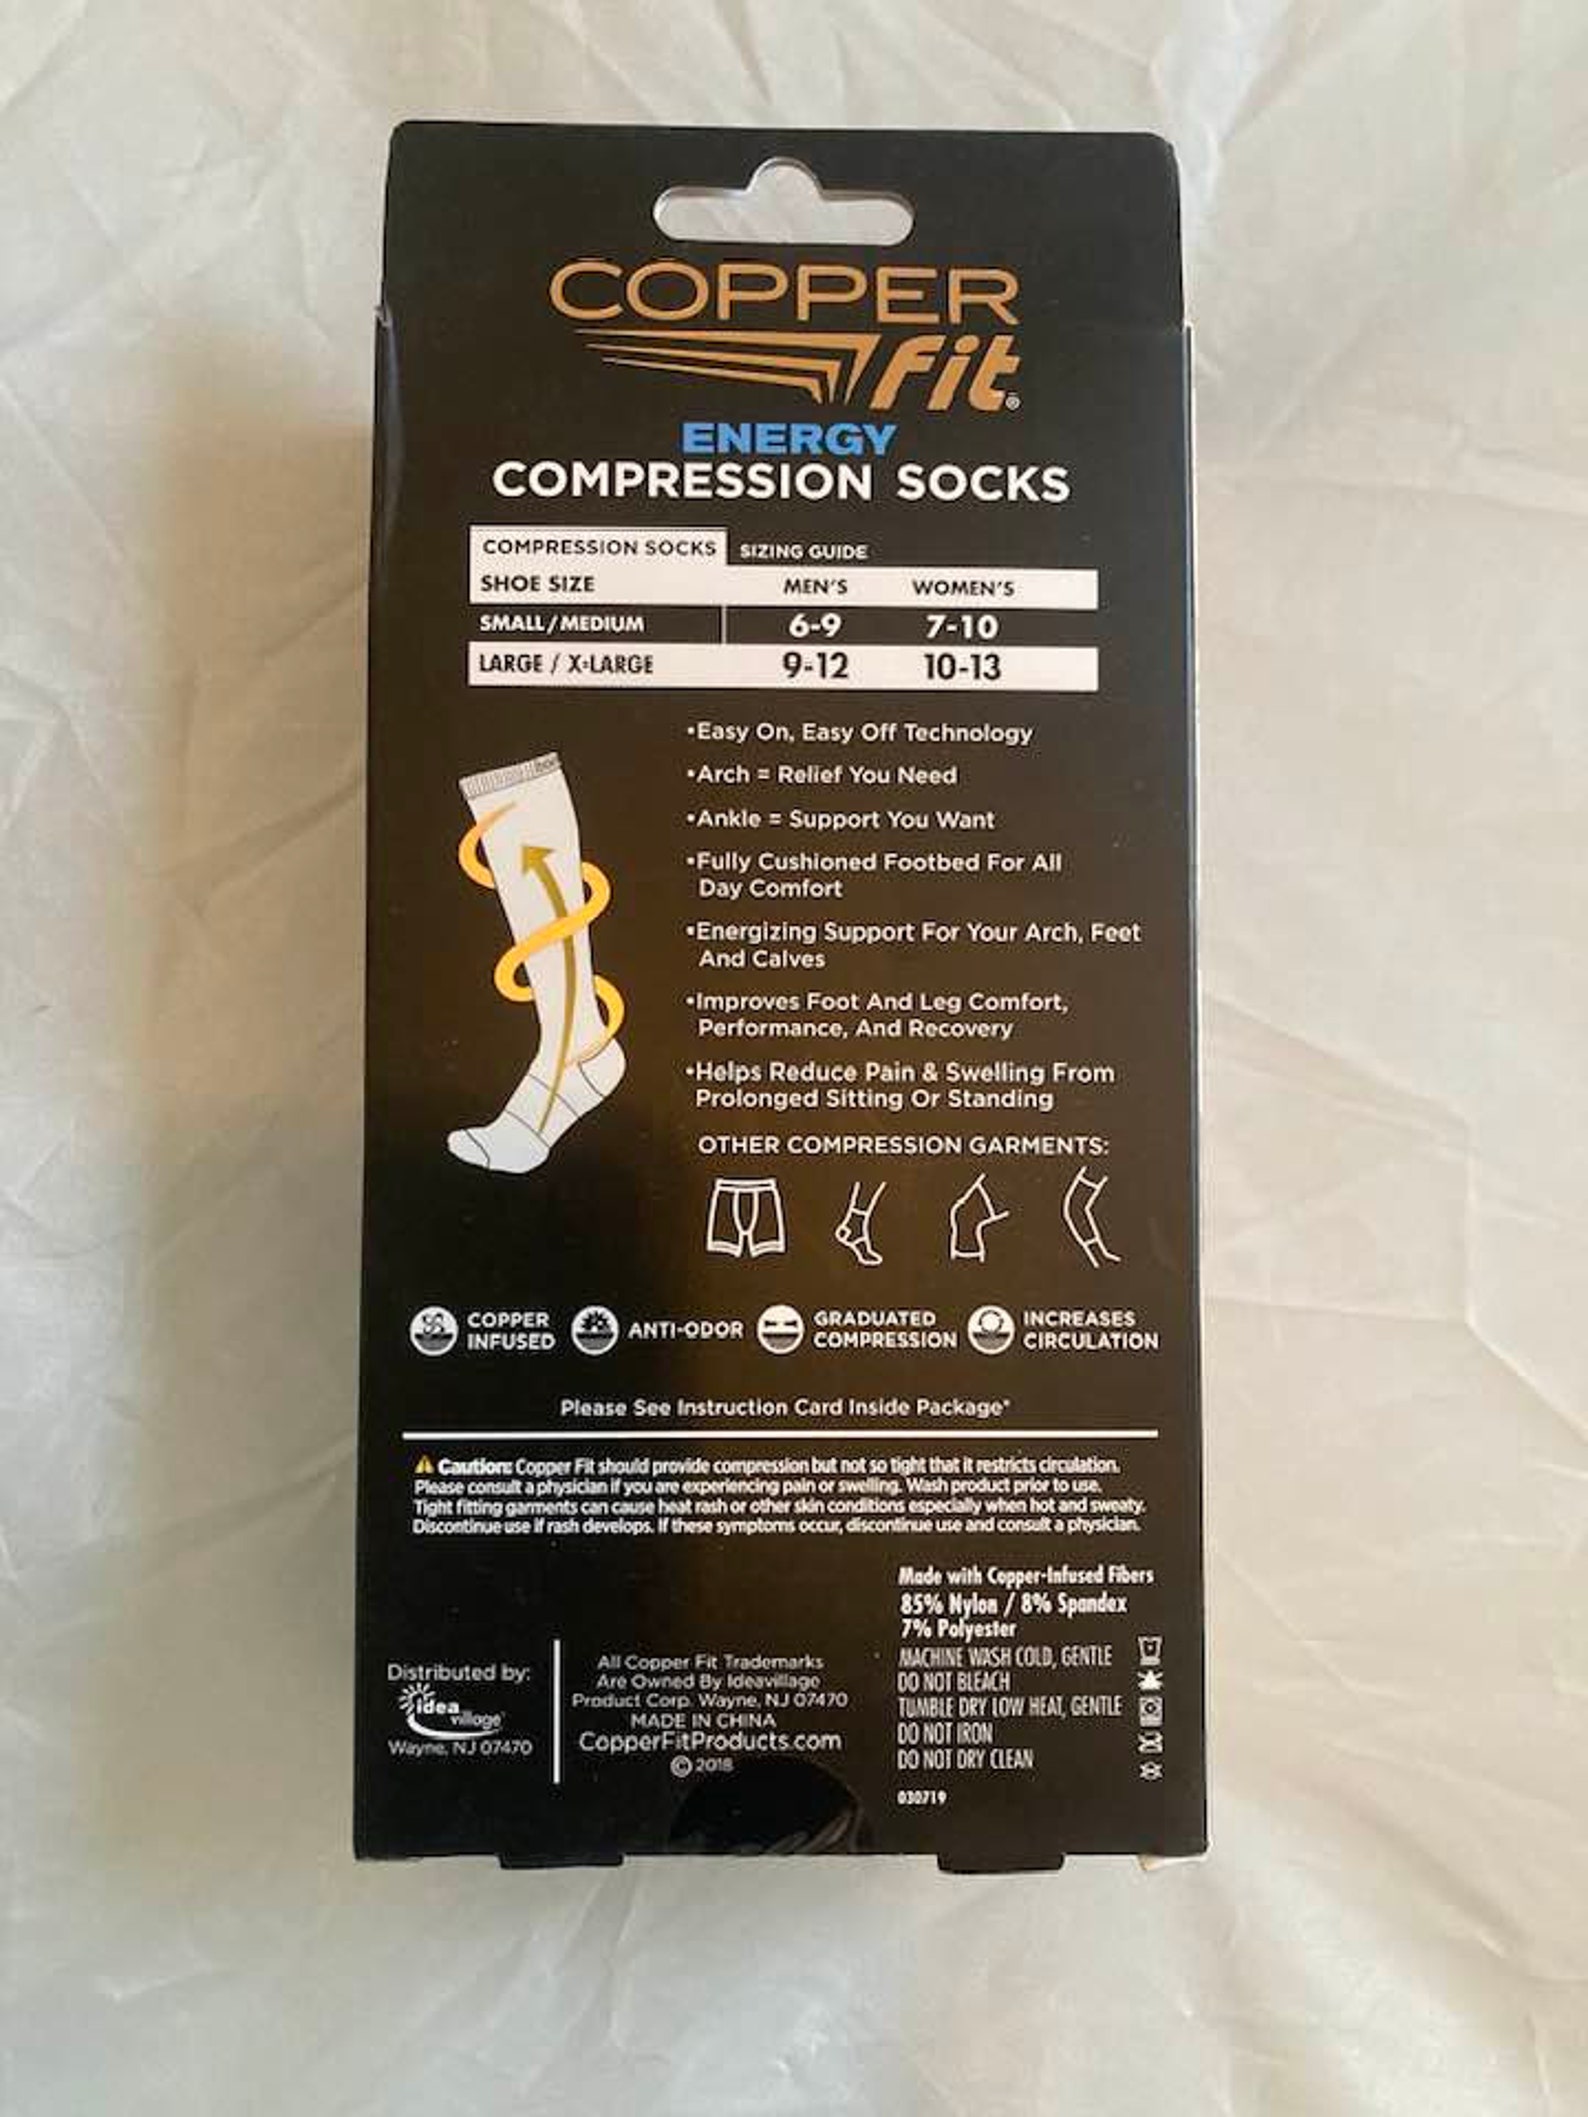 COPPER
fit®
ENERGY
COMPRESSION SOCKS
COMPRESSION SOCKS SIZING GUIDE
SHOE SIZE MEN'S WOMEN'S
SMALL/MEDIUM 6-9 7-10
LARGE / X-LARGE 9-12 10-13
•Easy On, Easy Off Technology
•Arch = Relief You Need
•Ankle = Support You Want
•Fully Cushioned Footbed For All
Day Comfort
•Energizing Support For Your Arch, Feet
And Calves
•Improves Foot And Leg Comfort,
Performance, And Recovery
•Helps Reduce Pain & Swelling From
Prolonged Sitting Or Standing
OTHER COMPRESSION GARMENTS:
COPPER
INFUSED
ANTI-ODOR
GRADUATED
COMPRESSION
INCREASES
CIRCULATION
Please See Instruction Card Inside Package*
Caution: Copper Fit should provide compression but not so tight that it restricts circulation.
Please consult a physician if you are experiencing pain or swelling. Wash product prior to use.
Tight fitting garments can cause heat rash or other skin conditions especially when hot and sweaty.
Discontinue use if rash develops. If these symptoms occur, discontinue use and consult a physician.
Distributed by:
idea
village
Wayne, NJ 07470
All Copper Fit Trademarks
Are Owned By Ideavillage
Product Corp. Wayne, NJ 07470
MADE IN CHINA
CopperFitProducts.com
© 2018
Made with Copper-Infused Fibers
85% Nylon / 8% Spandex
7% Polyester
MACHINE WASH COLD, GENTLE
DO NOT BLEACH
TUMBLE DRY LOW HEAT, GENTLE
DO NOT IRON
DO NOT DRY CLEAN
030719